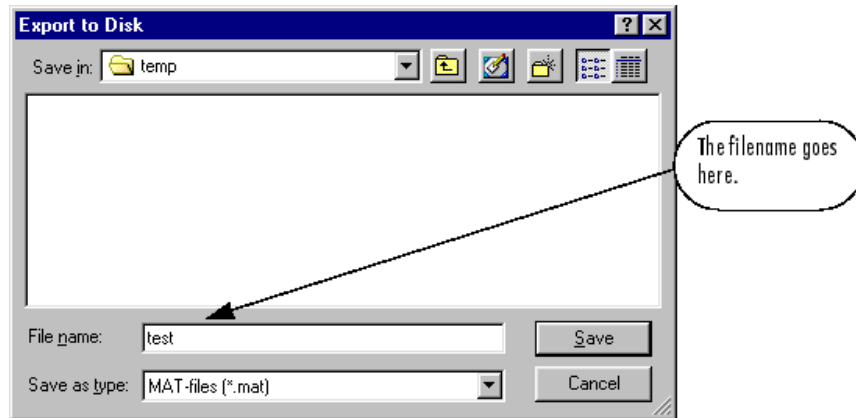 Export to Disk
Save in: temp
The filename goes
here.
File name: test Save
Save as type: MAT-files (*.mat) Cancel